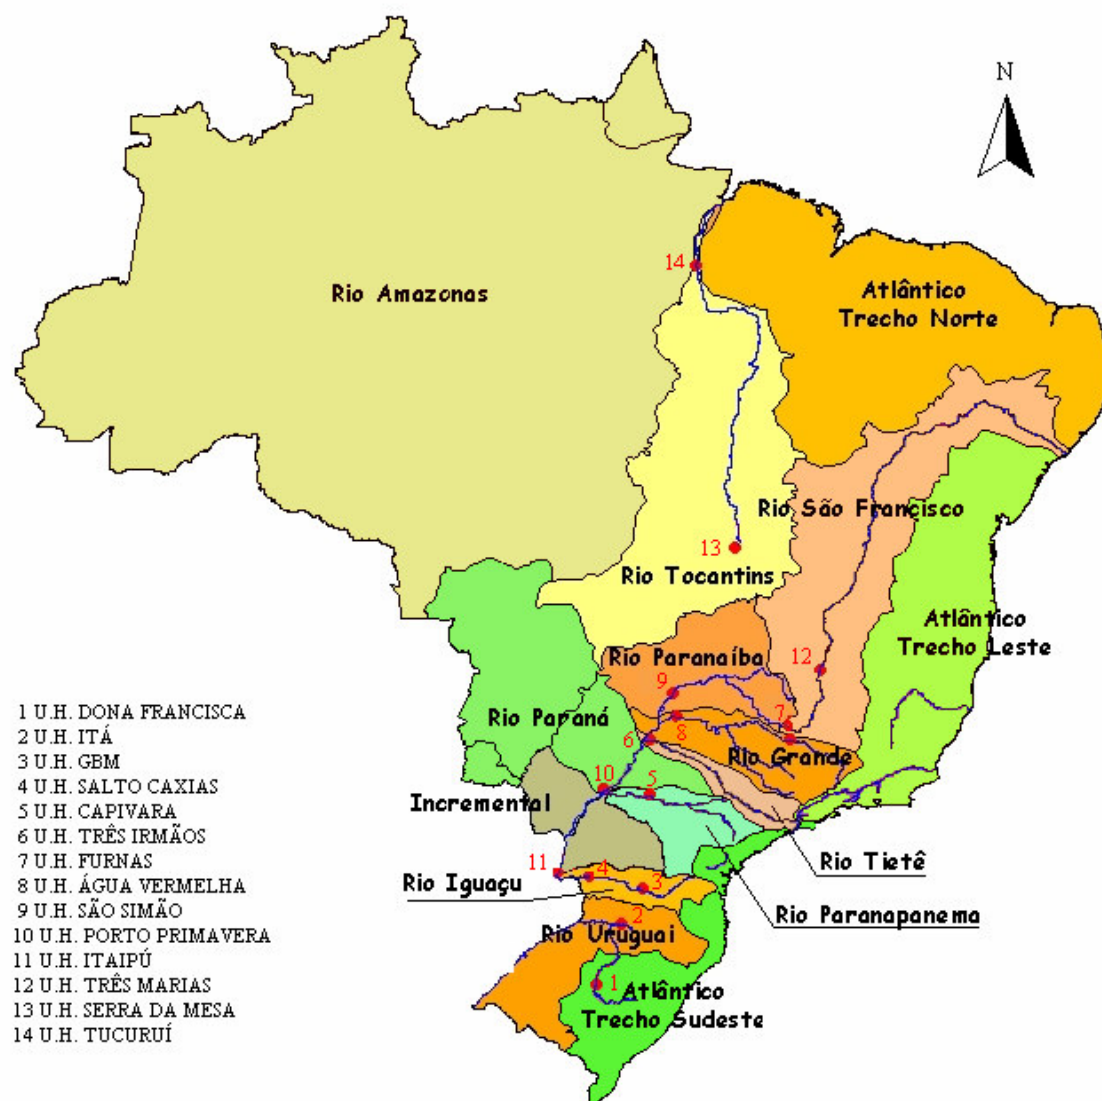 N
14
Rio Amazonas
Atlântico
Trecho Norte
Rio São Francisco
13
Rio Tocantins
Atlântico
Trecho Leste
Rio Paranaíba
12
9
Rio Paraná
7
8
6
Rio Grande
10
5
Incremental
Rio Tietê
11
4
Rio Iguaçu
3
Rio Paranapanema
2
Rio Uruguai
1
Atlântico
Trecho Sudeste
1 U.H. DONA FRANCISCA
2 U.H. ITÁ
3 U.H. GBM
4 U.H. SALTO CAXIAS
5 U.H. CAPIVARA
6 U.H. TRÊS IRMÃOS
7 U.H. FURNAS
8 U.H. ÁGUA VERMELHA
9 U.H. SÃO SIMÃO
10 U.H. PORTO PRIMAVERA
11 U.H. ITAIPÚ
12 U.H. TRÊS MARIAS
13 U.H. SERRA DA MESA
14 U.H. TUCURUÍ